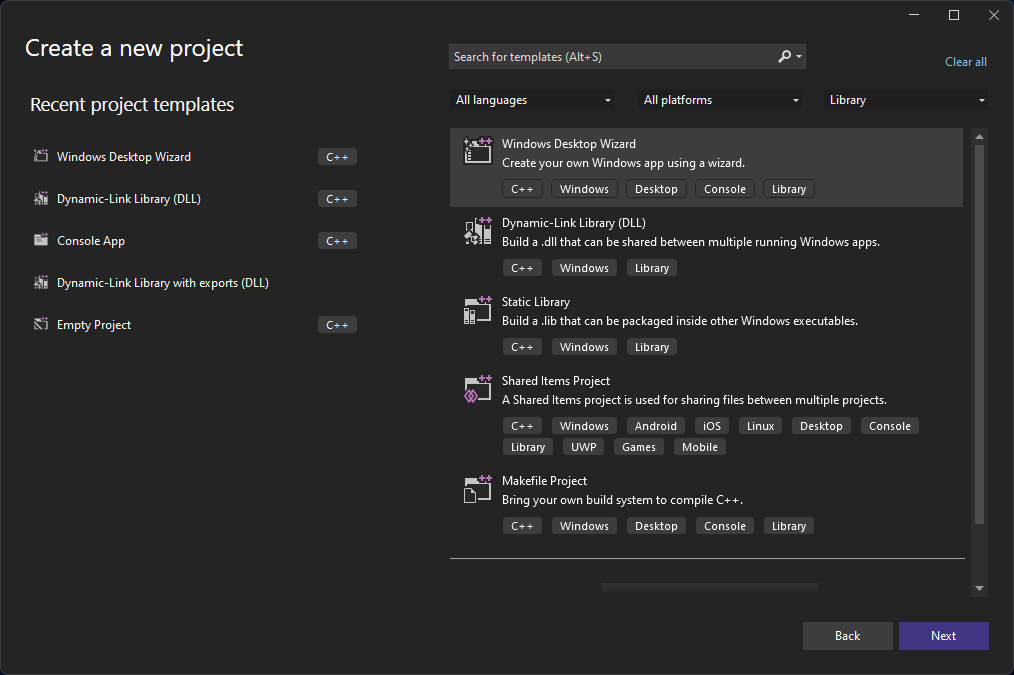 Create a new project
Search for templates (Alt+S)
Clear all
Recent project templates
All languages
All platforms
Library
Windows Desktop Wizard
C++
Dynamic-Link Library (DLL)
C++
Console App
C++
Dynamic-Link Library with exports (DLL)
Empty Project
C++
Windows Desktop Wizard
Create your own Windows app using a wizard.
C++ Windows Desktop Console Library
Dynamic-Link Library (DLL)
Build a .dll that can be shared between multiple running Windows apps.
C++ Windows Library
Static Library
Build a .lib that can be packaged inside other Windows executables.
C++ Windows Library
Shared Items Project
A Shared Items project is used for sharing files between multiple projects.
C++ Windows Android iOS Linux Desktop Console
Library UWP Games Mobile
Makefile Project
Bring your own build system to compile C++.
C++ Windows Desktop Console Library
Back
Next